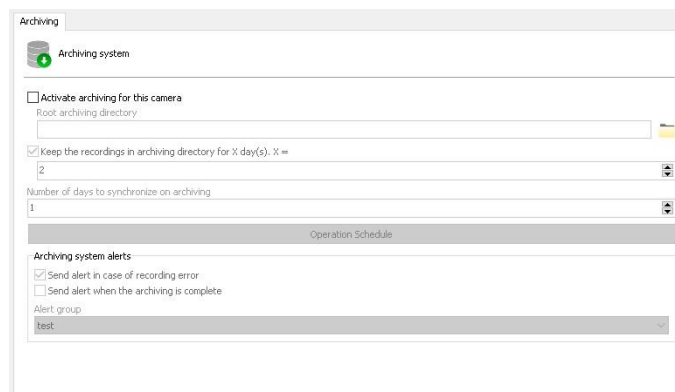 Archiving
Archiving system
Activate archiving for this camera
Root archiving directory
Keep the recordings in archiving directory for X day(s). X =
2
Number of days to synchronize on archiving
1
Operation Schedule
Archiving system alerts
Send alert in case of recording error
Send alert when the archiving is complete
Alert group
test